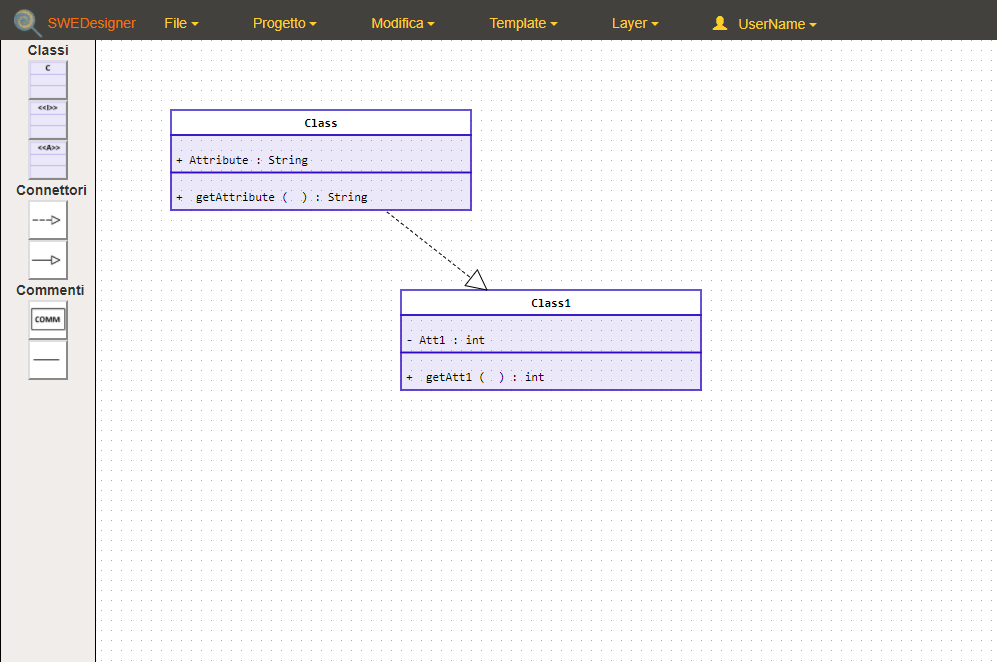 SWEDesigner File Progetto Modifica Template Layer UserName
Classi
C
<<I>>
<<A>>
Connettori
Commenti
COMM
Class
+ Attribute : String
+ getAttribute ( ) : String
Class1
- Att1 : int
+ getAtt1 ( ) : int